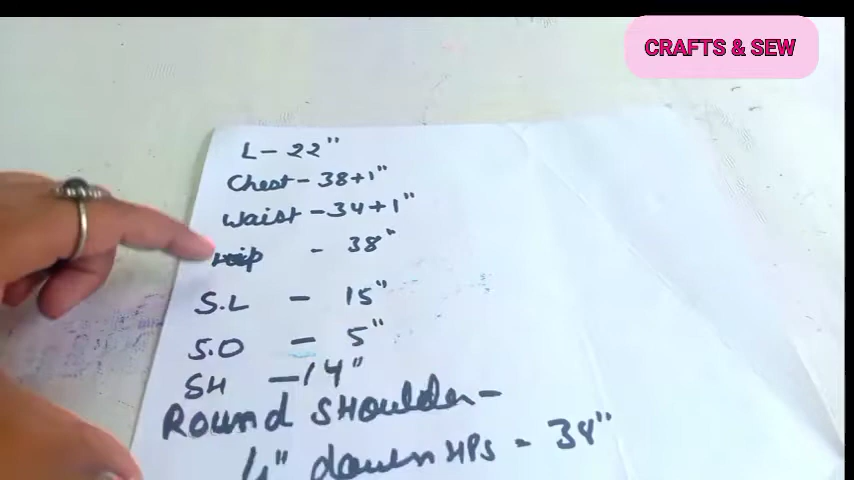 CRAFTS & SEW
L - 22"
Chest - 38+1"
Waist - 34+1"
Hip - 38"
S.L - 15"
S.O - 5"
SH - 14"
Round SHoulder -
4" down HPS - 34"